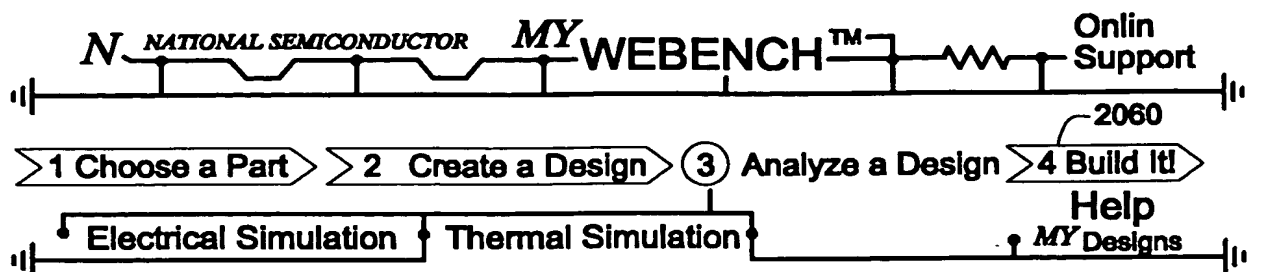 N NATIONAL SEMICONDUCTOR MY WEBENCH™ Onlin
Support
2060
1 Choose a Part 2 Create a Design 3 Analyze a Design 4 Build It!
Help
Electrical Simulation Thermal Simulation MY Designs